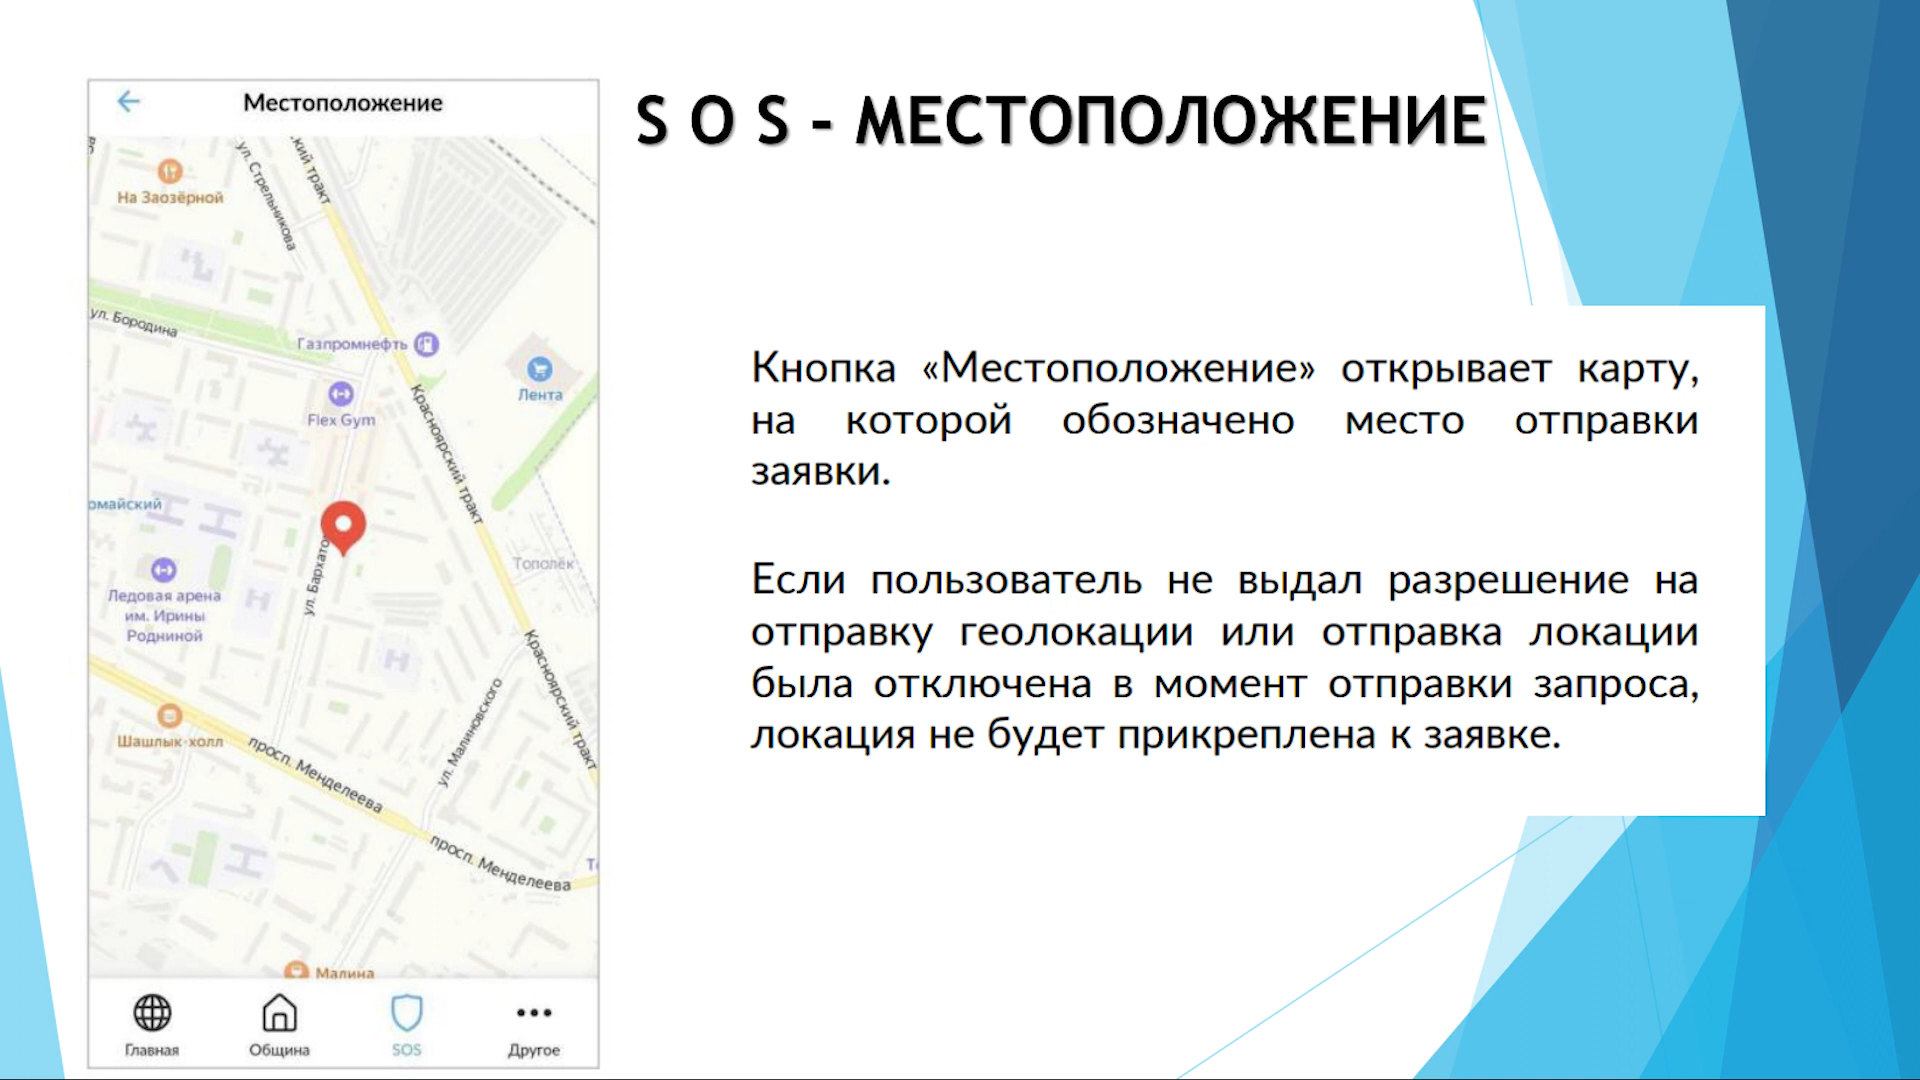 Местоположение
S O S - МЕСТОПОЛОЖЕНИЕ
Кнопка «Местоположение» открывает карту,
на которой обозначено место отправки
заявки.
Если пользователь не выдал разрешение на
отправку геолокации или отправка локации
была отключена в момент отправки запроса,
локация не будет прикреплена к заявке.
ул. Стрельникова
ский тракт
На Заозёрной
ул. Бородина
Газпромнефть
Лента
Flex Gym
Красноярский тракт
омайский
Тополёк
ул. Бархато
Ледовая арена
им. Ирины
Родниной
Красноярский тракт
ул. Малиновского
Шашлык-холл
просп. Менделеева
просп. Менделеева
Малина
Главная
Община
SOS
Другое